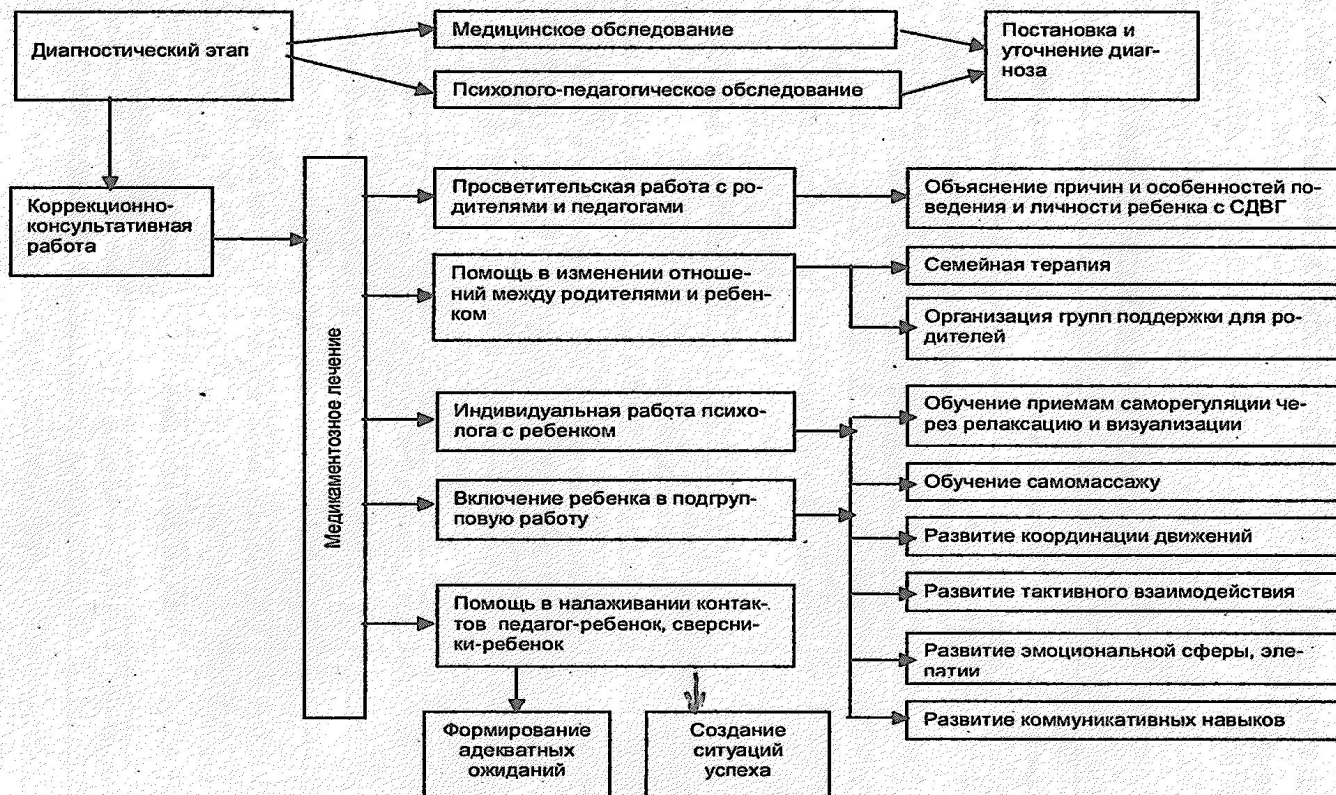 Диагностический этап
Медицинское обследование
Психолого-педагогическое обследование
Постановка и
уточнение диаг-
ноза
Коррекционно-
консультативная
работа
Медикаментозное лечение
Просветительская работа с ро-
дителями и педагогами
Объяснение причин и особенностей по-
ведения и личности ребенка с СДВГ
Помощь в изменении отноше-
ний между родителями и ребен-
ком
Семейная терапия
Организация групп поддержки для ро-
дителей
Индивидуальная работа психо-
лога с ребенком
Включение ребенка в подгруп-
повую работу
Обучение приемам саморегуляции че-
рез релаксацию и визуализации
Обучение самомассажу
Развитие координации движений
Развитие тактивного взаимодействия
Развитие эмоциональной сферы, эле-
патии
Развитие коммуникативных навыков
Помощь в налаживании контак-
тов педагог-ребенок, сверсни-
ки-ребенок
Формирование
адекватных
ожиданий
Создание
ситуаций
успеха